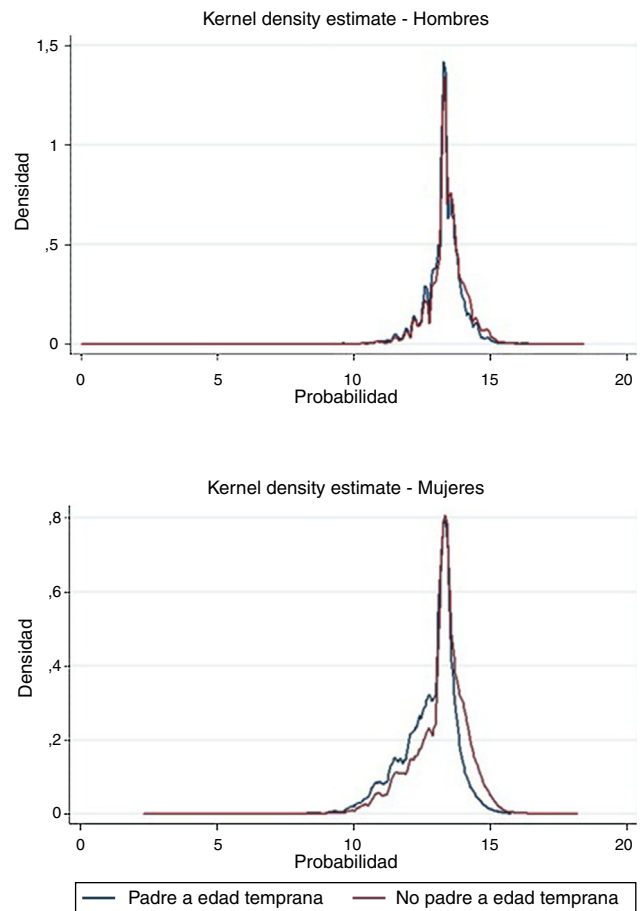 Kernel density estimate - Hombres
1,5
1
,5
0
Densidad
0 5 10 15 20
Probabilidad
Kernel density estimate - Mujeres
,8
,6
,4
,2
0
Densidad
0 5 10 15 20
Probabilidad
Padre a edad temprana No padre a edad temprana